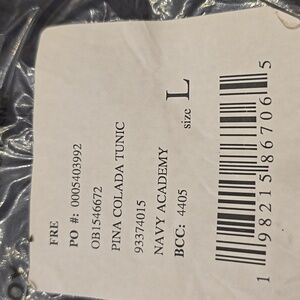 FRE
PO #: 0005403992
OB1546672
PINA COLADA TUNIC
93374015
NAVY ACADEMY
BCC: 4405
size L
1 98215 86706 5